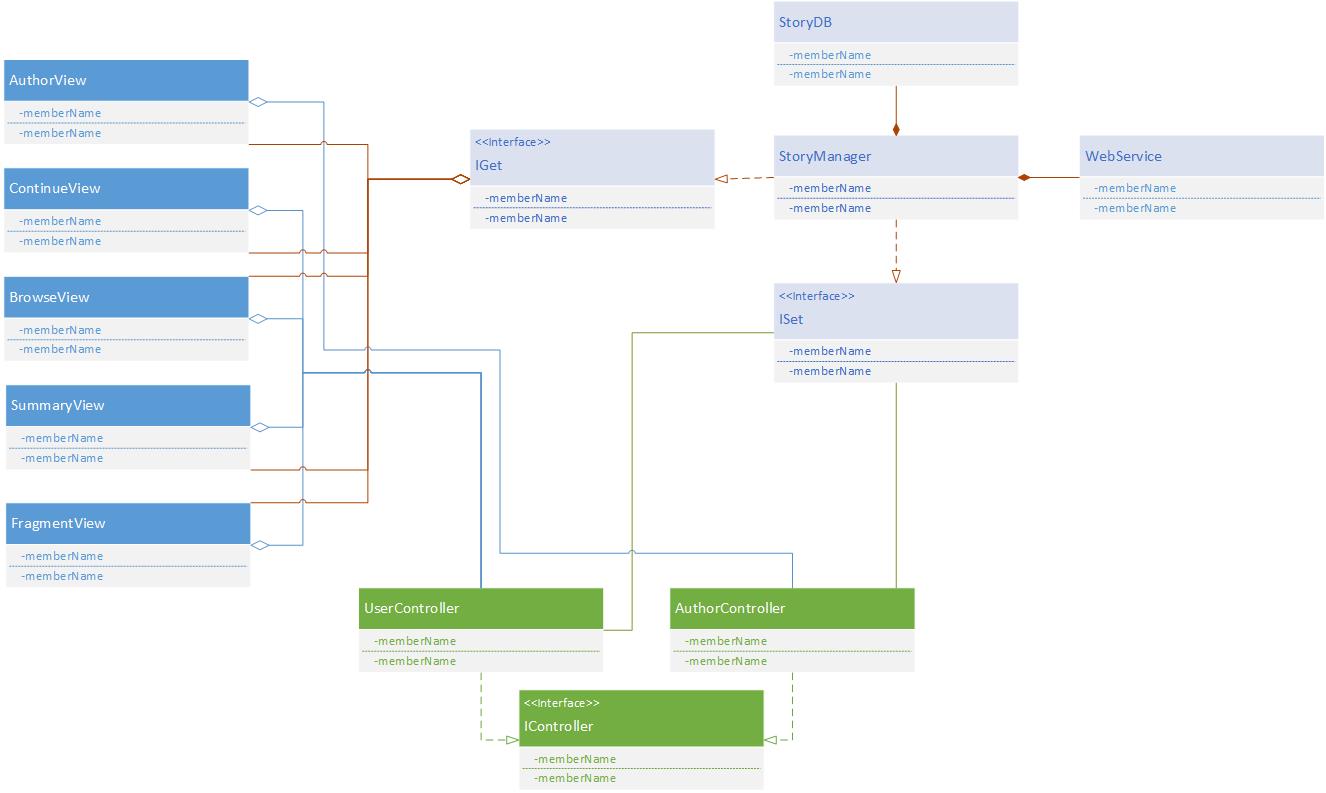 StoryDB
-memberName
-memberName
AuthorView
-memberName
-memberName
<<Interface>>
IGet
-memberName
-memberName
StoryManager
-memberName
-memberName
WebService
-memberName
-memberName
ContinueView
-memberName
-memberName
BrowseView
-memberName
-memberName
<<Interface>>
ISet
-memberName
-memberName
SummaryView
-memberName
-memberName
FragmentView
-memberName
-memberName
UserController
-memberName
-memberName
AuthorController
-memberName
-memberName
<<Interface>>
IController
-memberName
-memberName